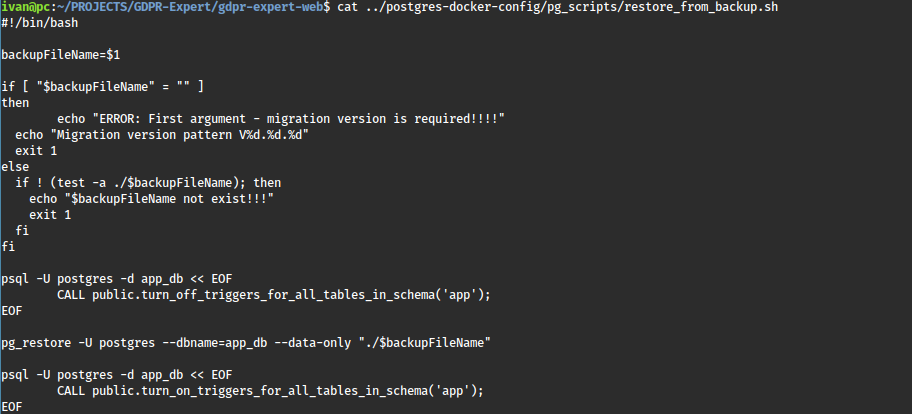 ivan@pc:~/PROJECTS/GDPR-Expert/gdpr-expert-web$ cat ../postgres-docker-config/pg_scripts/restore_from_backup.sh
#!/bin/bash

backupFileName=$1

if [ "$backupFileName" = "" ]
then
        echo "ERROR: First argument - migration version is required!!!!"
  echo "Migration version pattern V%d.%d.%d"
  exit 1
else
  if ! (test -a ./$backupFileName); then
    echo "$backupFileName not exist!!!"
    exit 1
  fi
fi

psql -U postgres -d app_db << EOF
        CALL public.turn_off_triggers_for_all_tables_in_schema('app');
EOF

pg_restore -U postgres --dbname=app_db --data-only "./$backupFileName"

psql -U postgres -d app_db << EOF
        CALL public.turn_on_triggers_for_all_tables_in_schema('app');
EOF